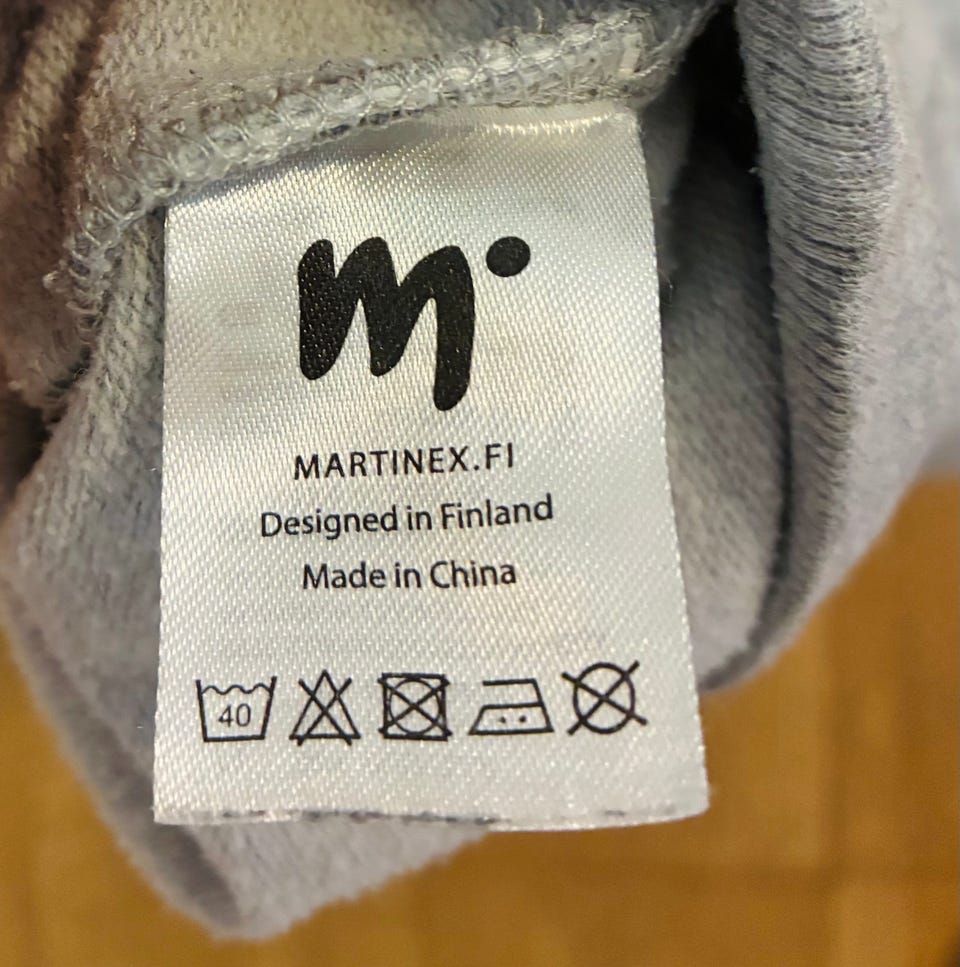 m
MARTINEX.FI
Designed in Finland
Made in China
40